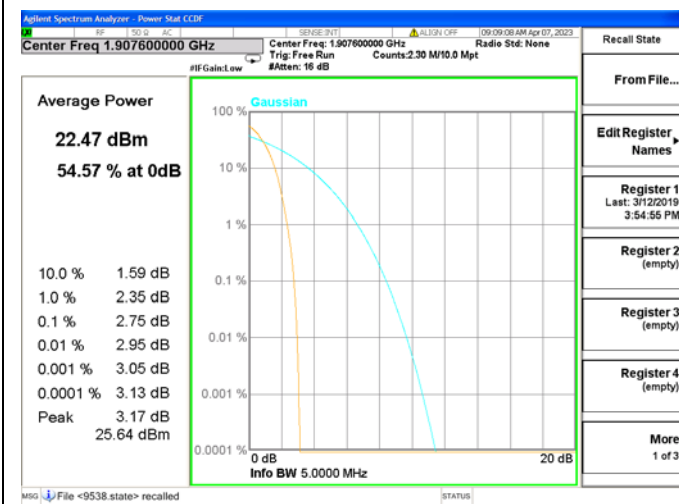 Agilent Spectrum Analyzer - Power Stat CCDF
RF 50 Ω AC SENSE:INT ALIGN OFF 09:09:08 AM Apr 07, 2023
Center Freq 1.907600000 GHz
Center Freq: 1.907600000 GHz Radio Std: None
Trig: Free Run Counts:2.30 M/10.0 Mpt
#IFGain:Low #Atten: 16 dB
Average Power
22.47 dBm
54.57 % at 0dB
10.0 % 1.59 dB
1.0 % 2.35 dB
0.1 % 2.75 dB
0.01 % 2.95 dB
0.001 % 3.05 dB
0.0001 % 3.13 dB
Peak 3.17 dB
25.64 dBm
Gaussian
100 %
10 %
1 %
0.1 %
0.01 %
0.001 %
0.0001 %
0 dB 20 dB
Info BW 5.0000 MHz
Recall State
From File...
Edit Register
Names
Register 1
Last: 3/12/2019
3:54:55 PM
Register 2
(empty)
Register 3
(empty)
Register 4
(empty)
More
1 of 3
MSG File <9538.state> recalled STATUS